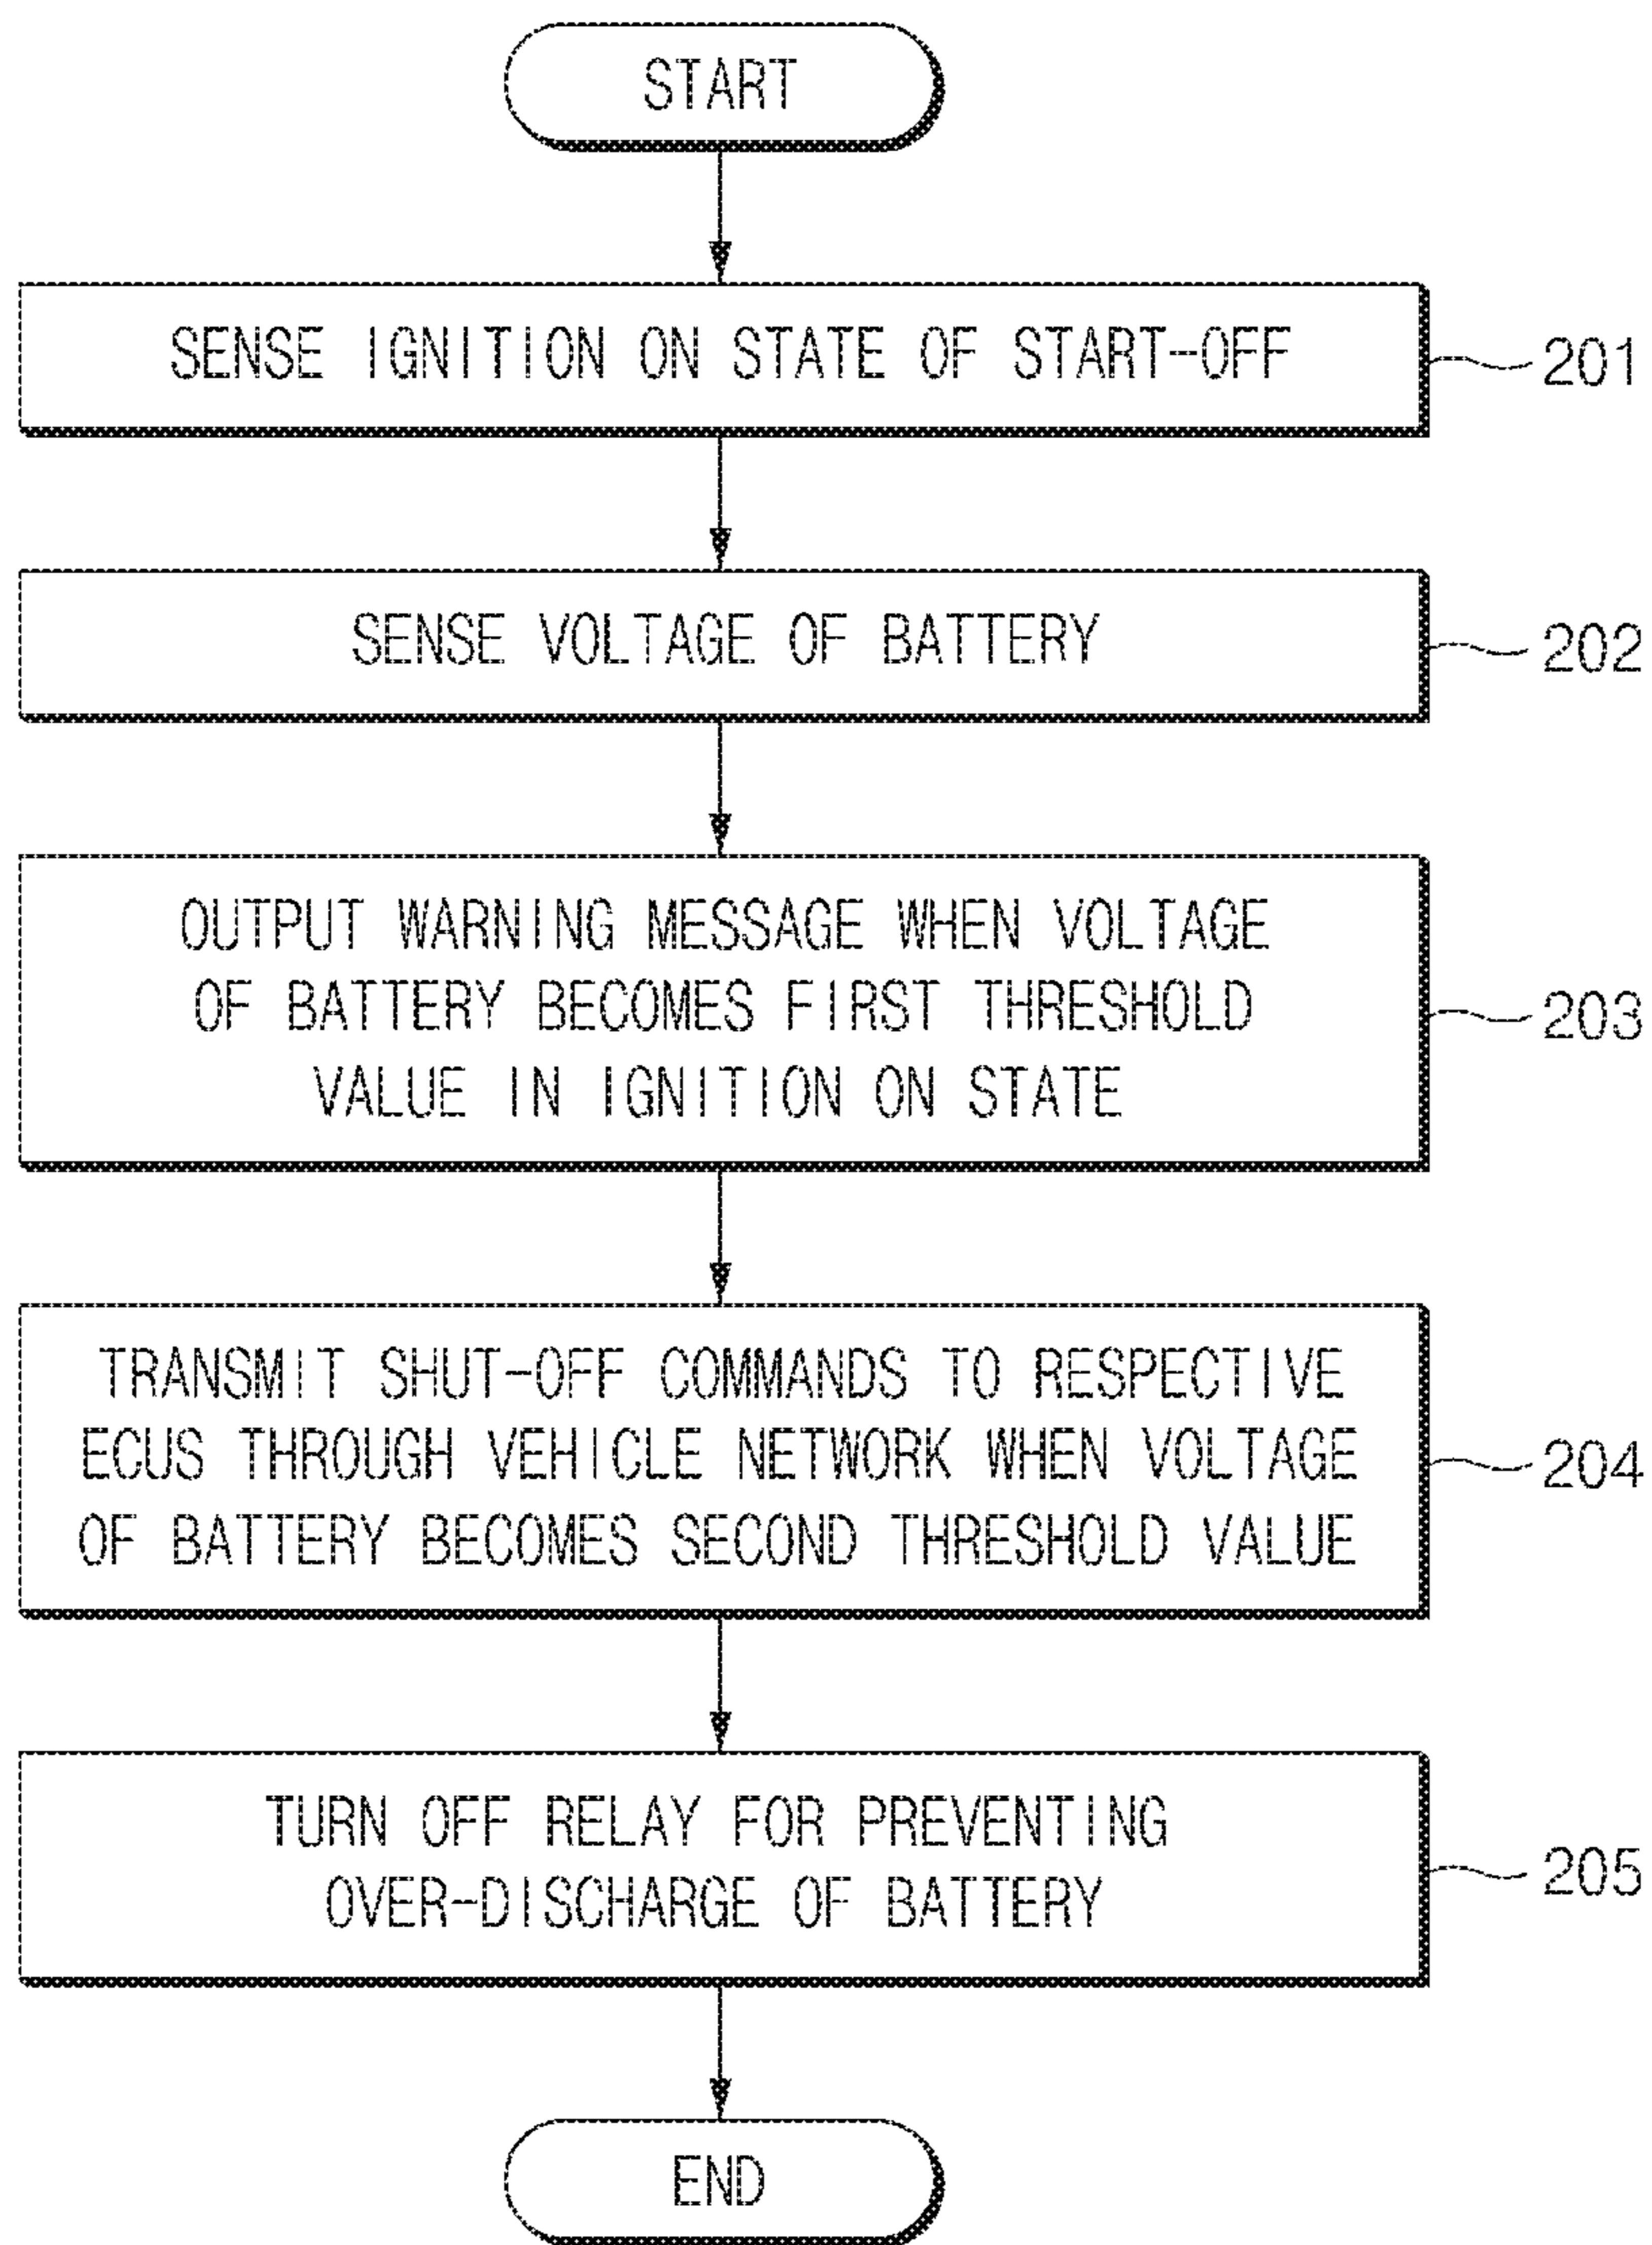 START
SENSE IGNITION ON STATE OF START-OFF
201
SENSE VOLTAGE OF BATTERY
202
OUTPUT WARNING MESSAGE WHEN VOLTAGE
OF BATTERY BECOMES FIRST THRESHOLD
VALUE IN IGNITION ON STATE
203
TRANSMIT SHUT-OFF COMMANDS TO RESPECTIVE
ECUS THROUGH VEHICLE NETWORK WHEN VOLTAGE
OF BATTERY BECOMES SECOND THRESHOLD VALUE
204
TURN OFF RELAY FOR PREVENTING
OVER-DISCHARGE OF BATTERY
205
END